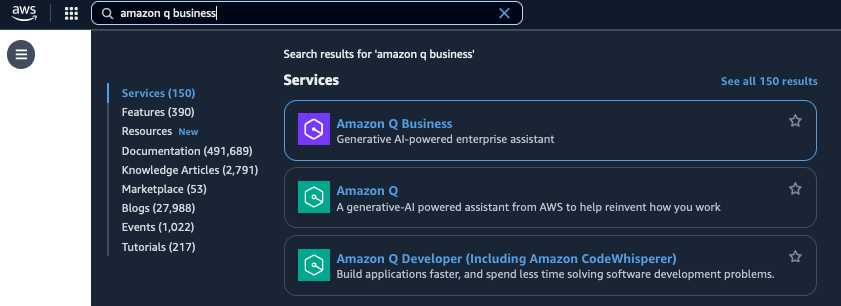 aws
amazon q business
Search results for 'amazon q business'
Services
See all 150 results
Services (150)
Features (390)
Resources New
Documentation (491,689)
Knowledge Articles (2,791)
Marketplace (53)
Blogs (27,988)
Events (1,022)
Tutorials (217)
Amazon Q Business
Generative AI-powered enterprise assistant
Amazon Q
A generative-AI powered assistant from AWS to help reinvent how you work
Amazon Q Developer (Including Amazon CodeWhisperer)
Build applications faster, and spend less time solving software development problems.